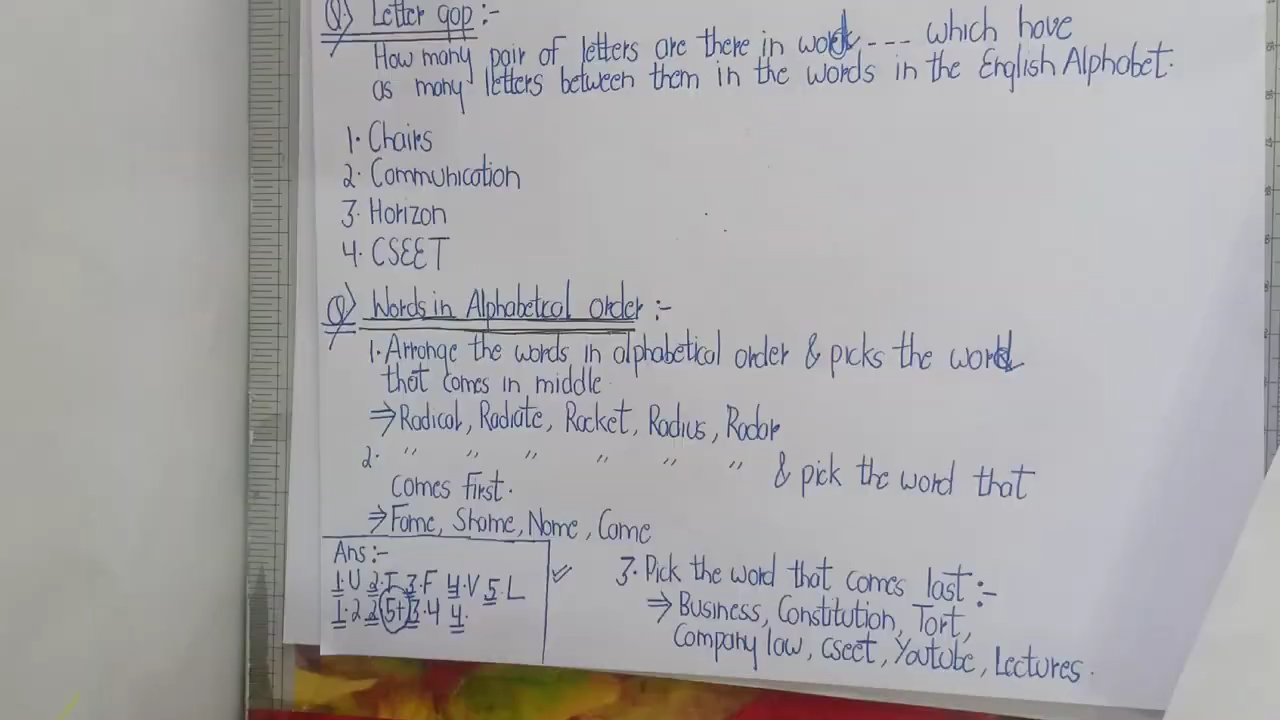 Q) Letter gap :-
How many pair of letters are there in word, --- which have
as many letters between them in the words in the English Alphabet.
1. Chairs
2. Communication
3. Horizon
4. CSEET
Q) Words in Alphabetical order :-
1. Arrange the words in alphabetical order & picks the word
that comes in middle.
⇒ Radical, Radiate, Racket, Radius, Radar
2. " " " " " " & pick the word that
comes first.
⇒ Fame, Shame, Name, Came
Ans :-
1. U 2. I 3. F 4. V 5. L
1. 2 2 5+ 3. 4 4.
3. Pick the word that comes last :-
⇒ Business, Constitution, Tort,
Company law, cseet, Youtube, Lectures.